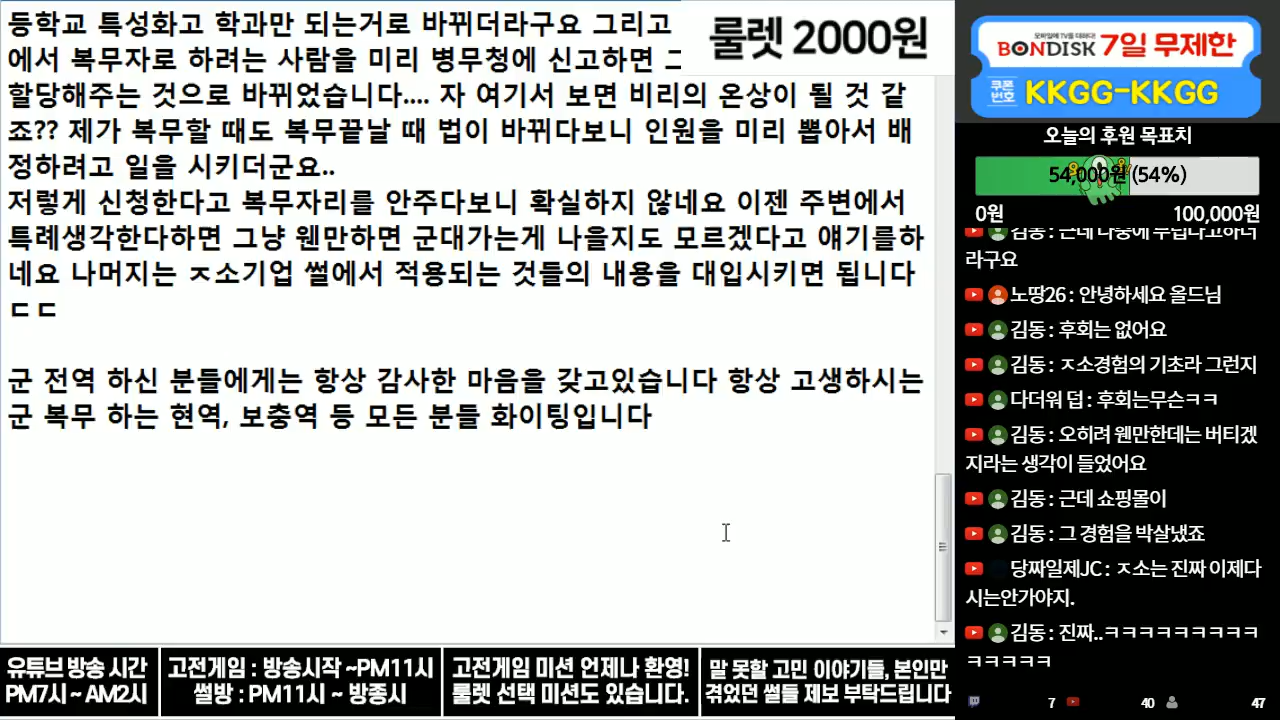 등학교 특성화고 학과만 되는거로 바뀌더라구요 그리고
에서 복무자로 하려는 사람을 미리 병무청에 신고하면
할당해주는 것으로 바뀌었습니다.... 자 여기서 보면 비리의 온상이 될 것 같
죠?? 제가 복무할 때도 복무끝날 때 법이 바뀌다보니 인원을 미리 뽑아서 배
정하려고 일을 시키더군요..
저렇게 신청한다고 복무자리를 안주다보니 확실하지 않네요 이젠 주변에서
특례생각한다하면 그냥 웬만하면 군대가는게 나을지도 모르겠다고 얘기를하
네요 나머지는 ㅈ소기업 썰에서 적용되는 것들의 내용을 대입시키면 됩니다
ㄷㄷ
군 전역 하신 분들에게는 항상 감사한 마음을 갖고있습니다 항상 고생하시는
군 복무 하는 현역, 보충역 등 모든 분들 화이팅입니다
룰렛 2000원
모바일에 TV를 더하다!
BONDISK 7일 무제한
쿠폰
번호 KKGG-KKGG
오늘의 후원 목표치
54,000원 (54%)
0원 100,000원
라구요
노땅26 : 안녕하세요 올드님
김동 : 후회는 없어요
김동 : ㅈ소경험의 기초라 그런지
다더워 덥 : 후회는무슨ㅋㅋ
김동 : 오히려 웬만한데는 버티겠
지라는 생각이 들었어요
김동 : 근데 쇼핑몰이
김동 : 그 경험을 박살냈죠
당짜일제JC : ㅈ소는 진짜 이제다
시는안가야지.
김동 : 진짜..ㅋㅋㅋㅋㅋㅋㅋㅋㅋ
ㅋㅋㅋㅋㅋ
7 40 47
유튜브 방송 시간
PM7시 ~ AM2시
고전게임 : 방송시작 ~PM11시
썰방 : PM11시 ~ 방종시
고전게임 미션 언제나 환영!
룰렛 선택 미션도 있습니다.
말 못할 고민 이야기들, 본인만
겪었던 썰들 제보 부탁드립니다